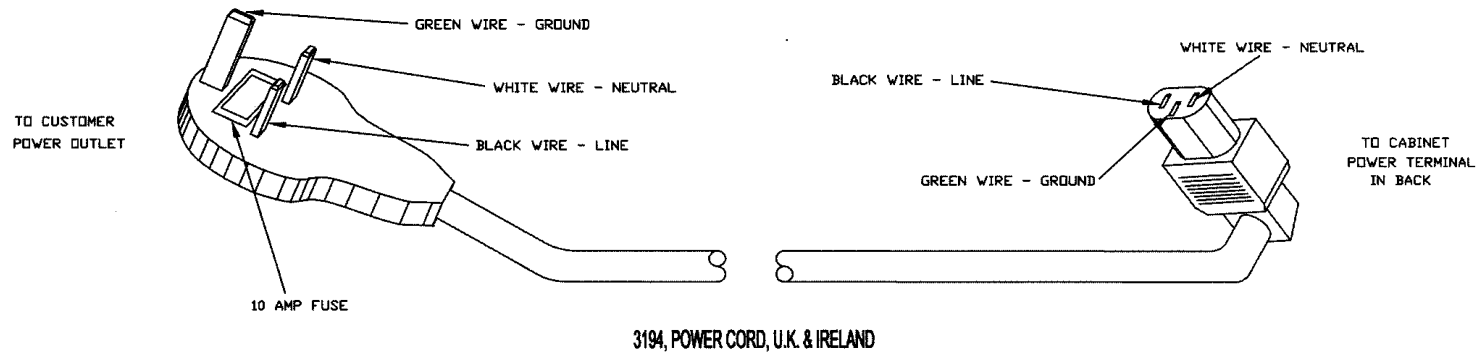 GREEN WIRE - GROUND
WHITE WIRE - NEUTRAL
BLACK WIRE - LINE
TO CUSTOMER
POWER OUTLET
10 AMP FUSE
WHITE WIRE - NEUTRAL
BLACK WIRE - LINE
GREEN WIRE - GROUND
TO CABINET
POWER TERMINAL
IN BACK
3194, POWER CORD, U.K. & IRELAND